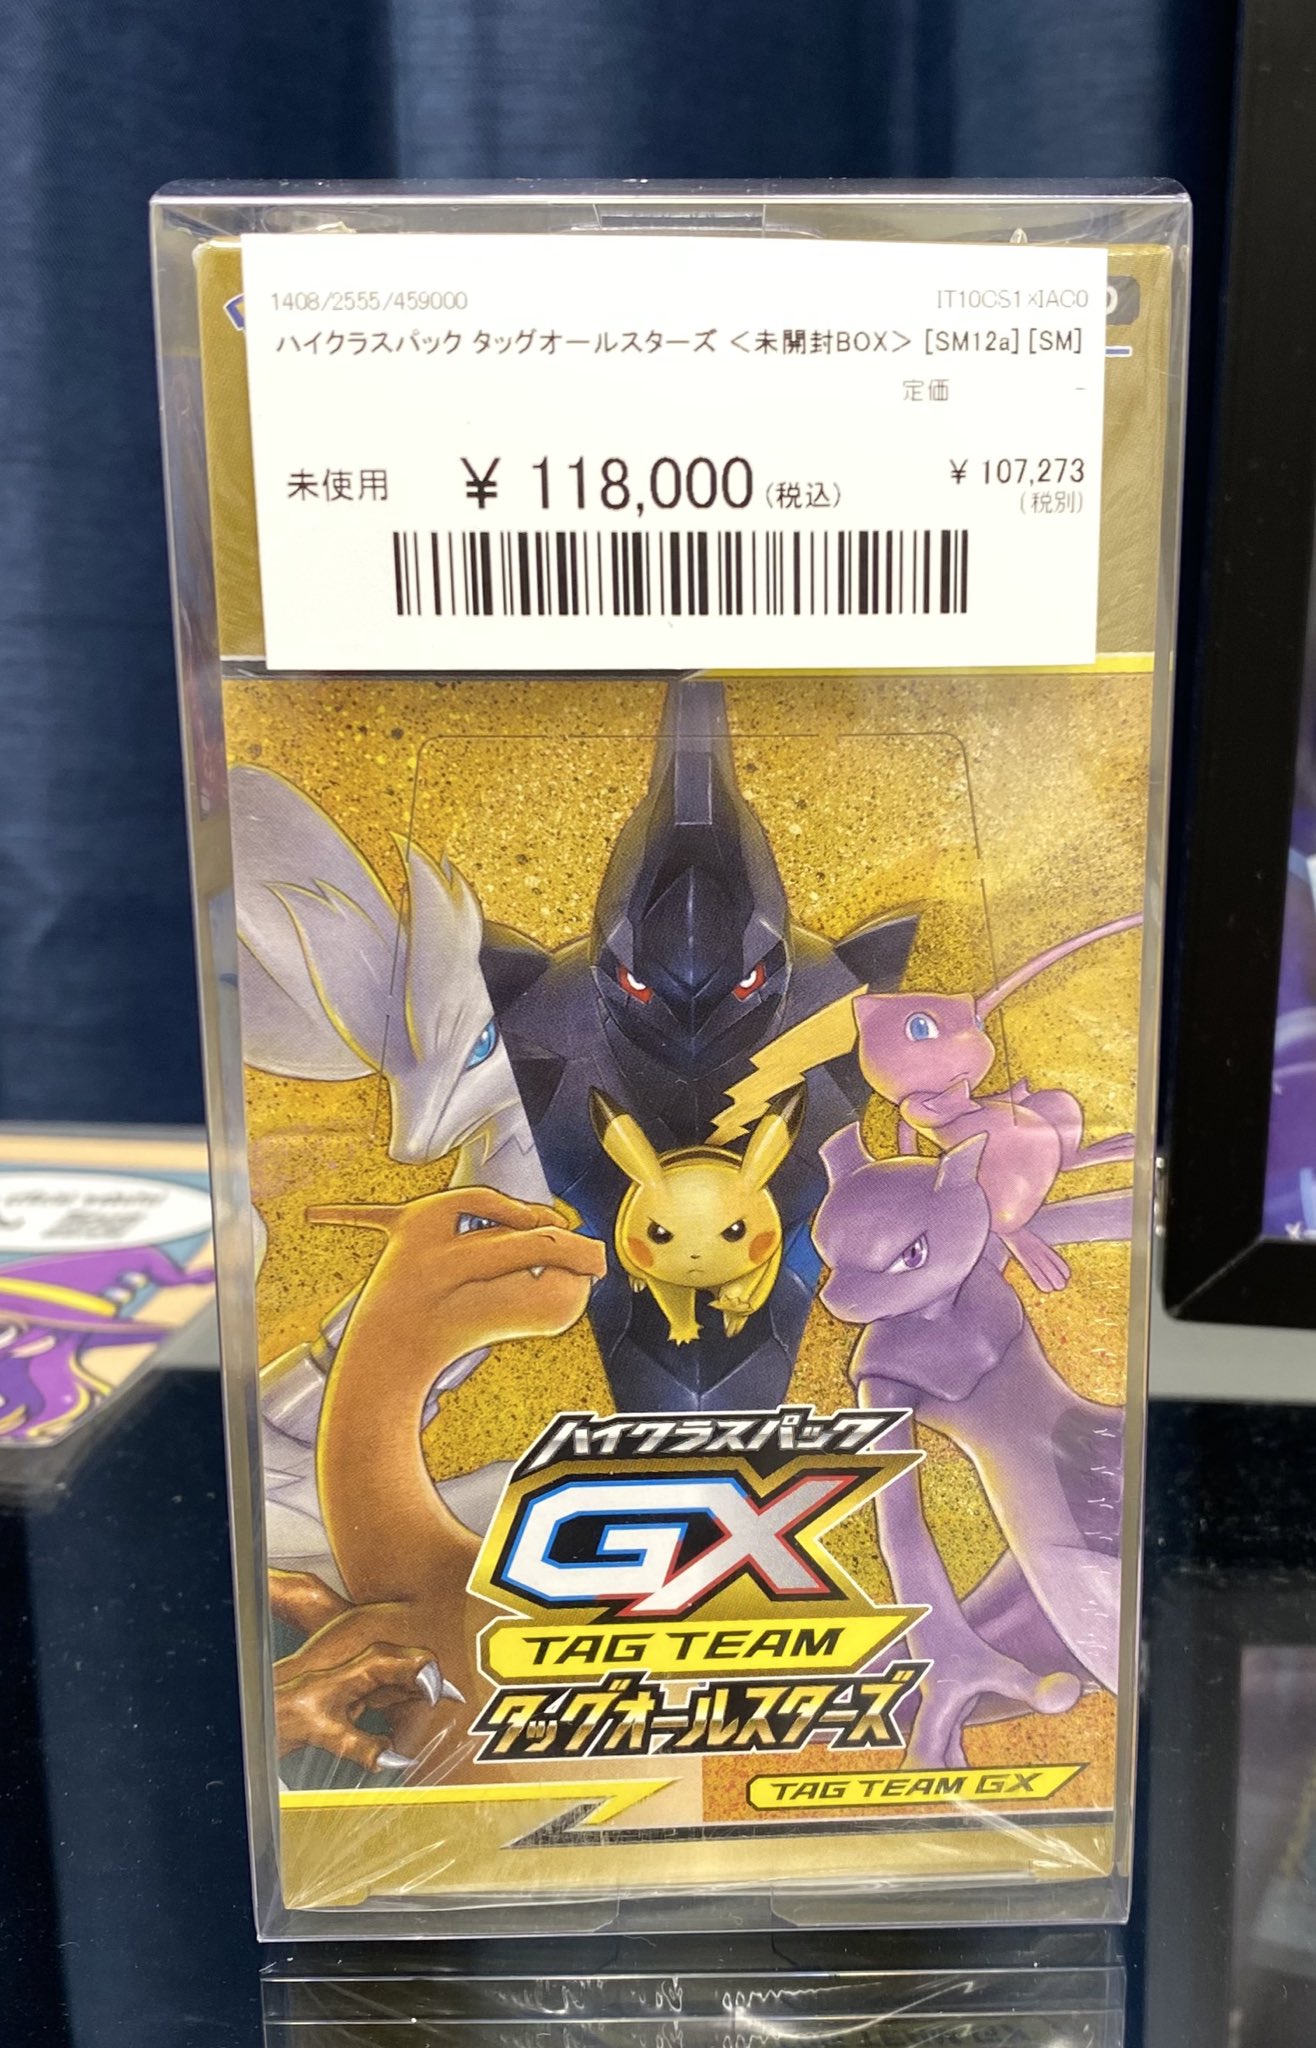 1408/2555/459000 IT10CS1×IAC0
ハイクラスパック タッグオールスターズ ＜未開封BOX＞ [SM12a][SM]
定価 -
未使用 ¥ 118,000(税込) ¥ 107,273
(税別)
ハイクラスパック
GX
TAG TEAM
タッグオールスターズ
TAG TEAM GX